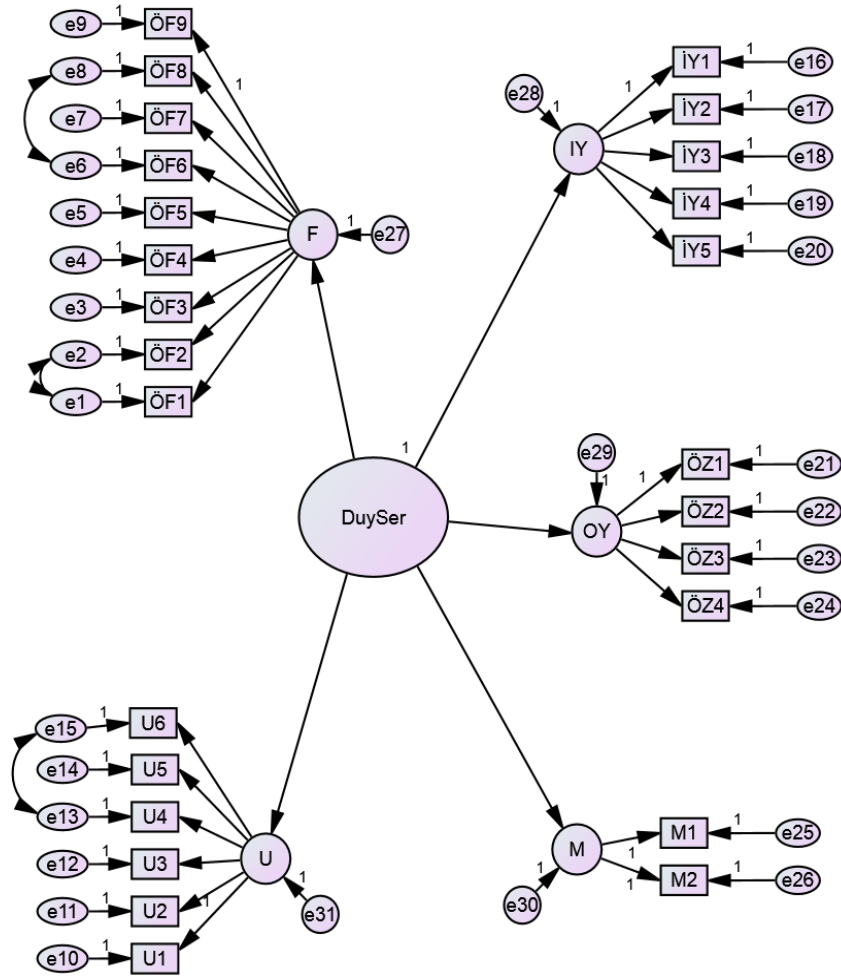 e9 1 ÖF9
e8 1 ÖF8
1
e7 1 ÖF7
e6 1 ÖF6
e5 1 ÖF5
e4 1 ÖF4
e3 1 ÖF3
e2 1 ÖF2
e1 1 ÖF1
F 1 e27
e28 1 IY
1 İY1 1 e16
İY2 1 e17
İY3 1 e18
İY4 1 e19
İY5 1 e20
1
DuySer
e29 1 OY
1 ÖZ1 1 e21
ÖZ2 1 e22
ÖZ3 1 e23
ÖZ4 1 e24
e15 1 U6
e14 1 U5
e13 1 U4
e12 1 U3
e11 1 U2
1
e10 1 U1
U 1 e31
M 1 e30
1 M1 1 e25
1 M2 1 e26